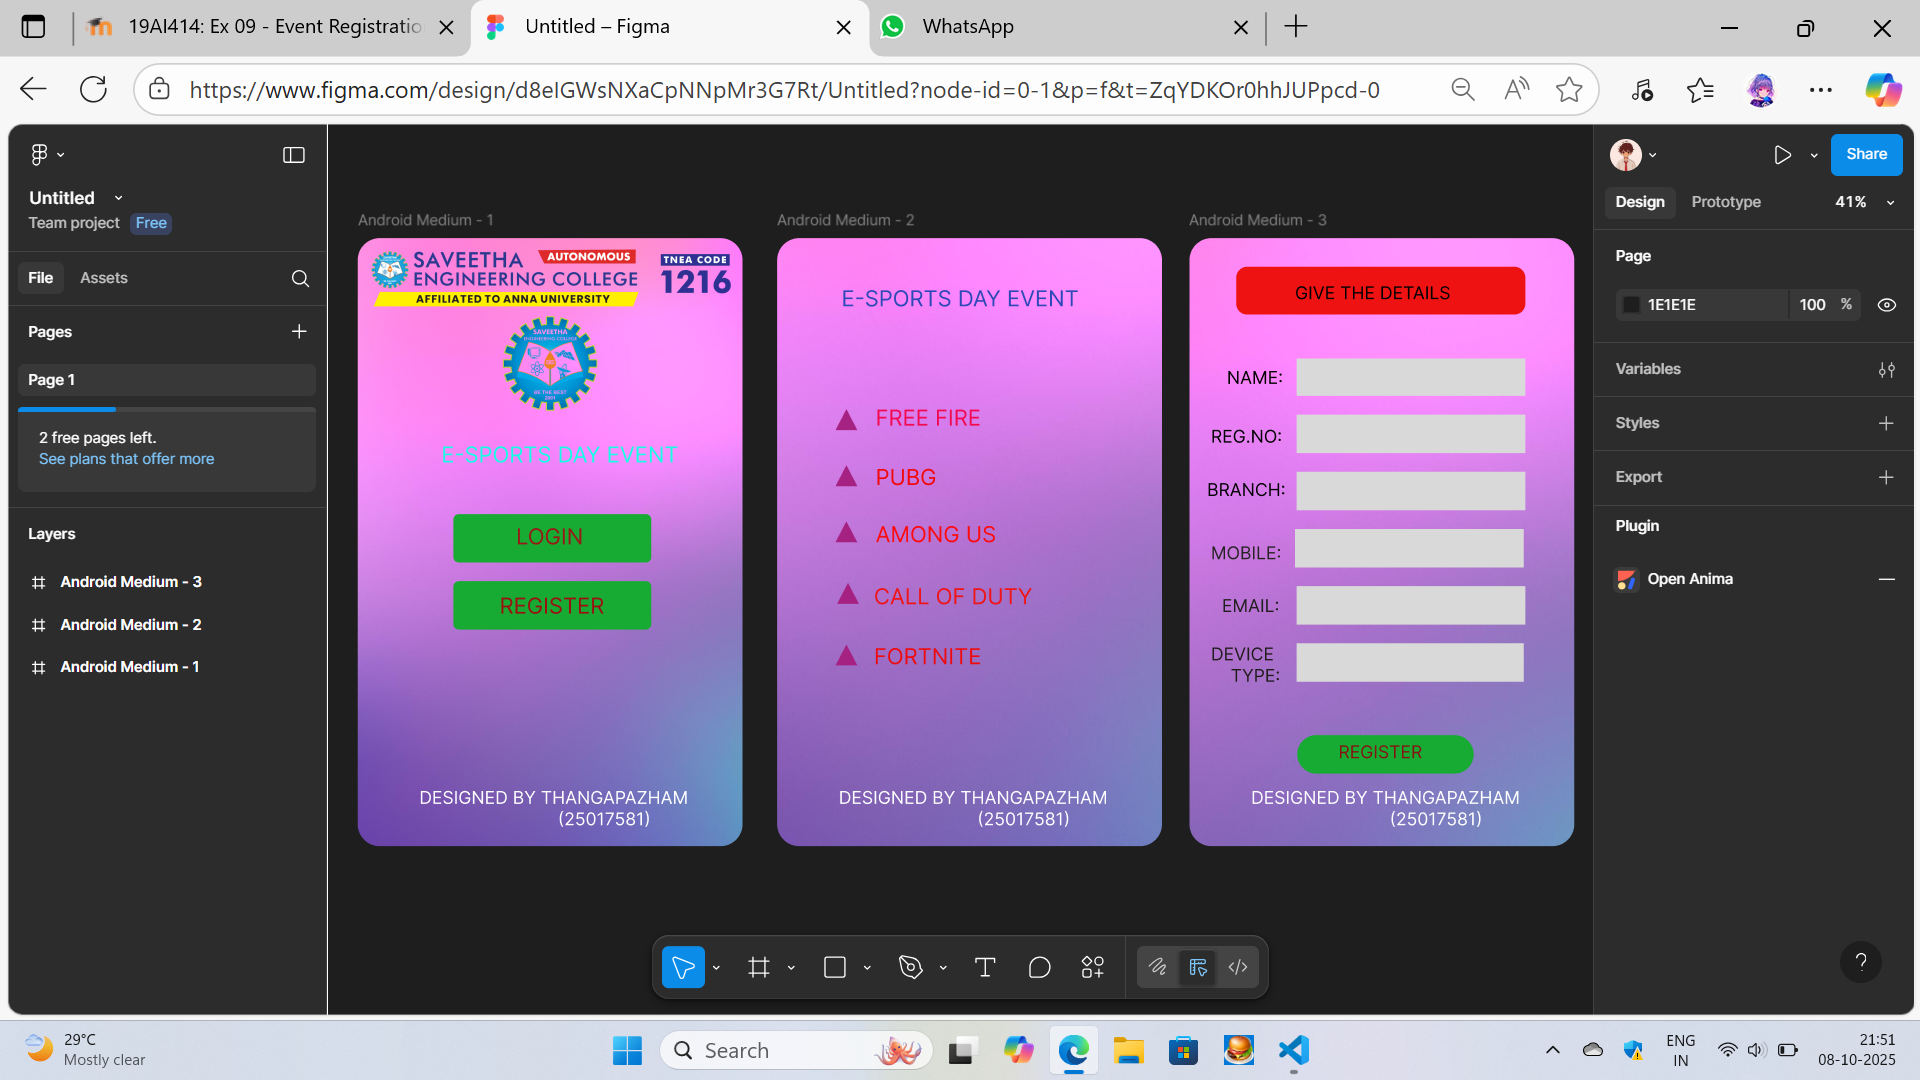 19AI414: Ex 09 - Event Registratio
Untitled – Figma
WhatsApp
https://www.figma.com/design/d8eIGWsNXaCpNNpMr3G7Rt/Untitled?node-id=0-1&p=f&t=ZqYDKOr0hhJUPpcd-0
Untitled
Team project Free
File Assets
Pages
Page 1
2 free pages left.
See plans that offer more
Layers
Android Medium - 3
Android Medium - 2
Android Medium - 1
Android Medium - 1
SAVEETHA AUTONOMOUS
ENGINEERING COLLEGE
AFFILIATED TO ANNA UNIVERSITY
TNEA CODE
1216
SAVEETHA
ENGINEERING COLLEGE
BE THE BEST
2001
E-SPORTS DAY EVENT
LOGIN
REGISTER
DESIGNED BY THANGAPAZHAM
(25017581)
Android Medium - 2
E-SPORTS DAY EVENT
FREE FIRE
PUBG
AMONG US
CALL OF DUTY
FORTNITE
DESIGNED BY THANGAPAZHAM
(25017581)
Android Medium - 3
GIVE THE DETAILS
NAME:
REG.NO:
BRANCH:
MOBILE:
EMAIL:
DEVICE
TYPE:
REGISTER
DESIGNED BY THANGAPAZHAM
(25017581)
Share
Design Prototype 41%
Page
1E1E1E 100 %
Variables
Styles
Export
Plugin
Open Anima
?
29°C
Mostly clear
Search
ENG
IN
21:51
08-10-2025